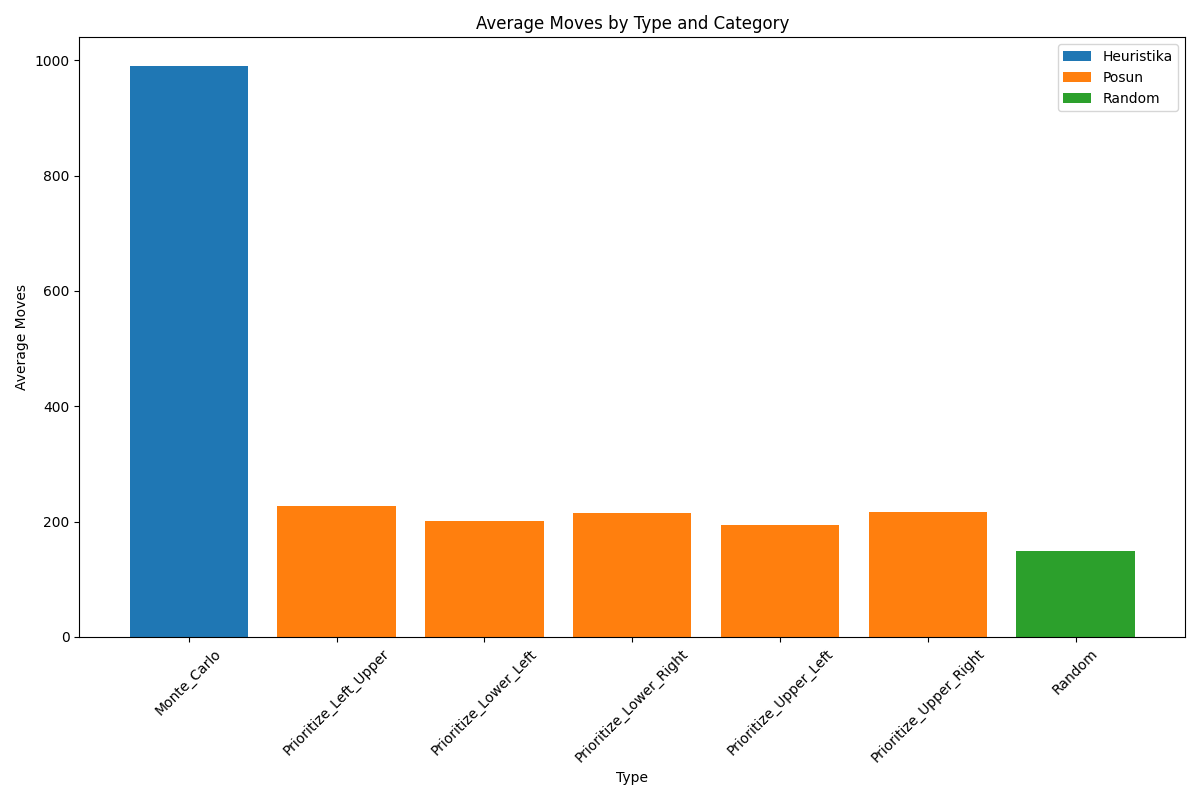 Average Moves by Type and Category
Heuristika
Posun
Random
Average Moves
1000
800
600
400
200
0
Monte_Carlo
Prioritize_Left_Upper
Prioritize_Lower_Left
Prioritize_Lower_Right
Prioritize_Upper_Left
Prioritize_Upper_Right
Random
Type